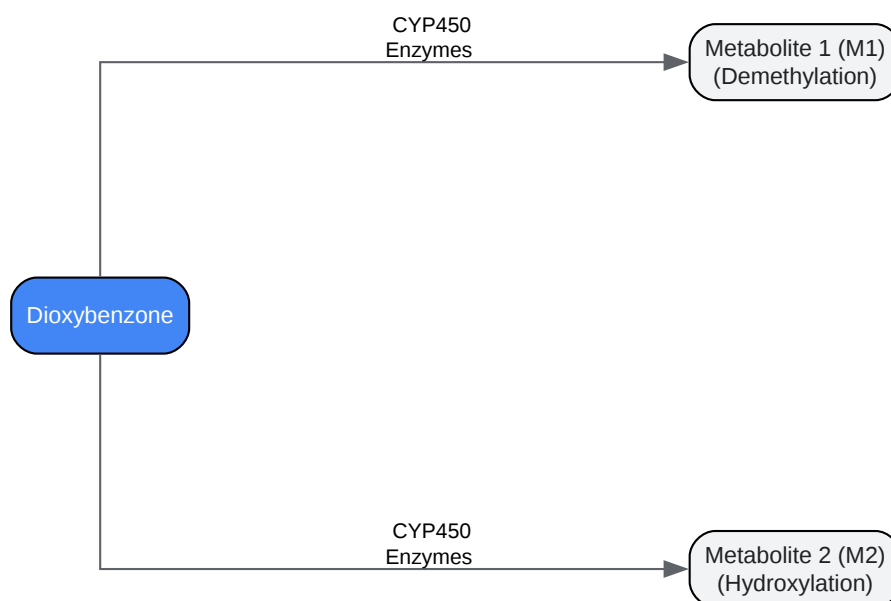 CYP450
Enzymes
Metabolite 1 (M1)
(Demethylation)
Dioxybenzone
CYP450
Enzymes
Metabolite 2 (M2)
(Hydroxylation)